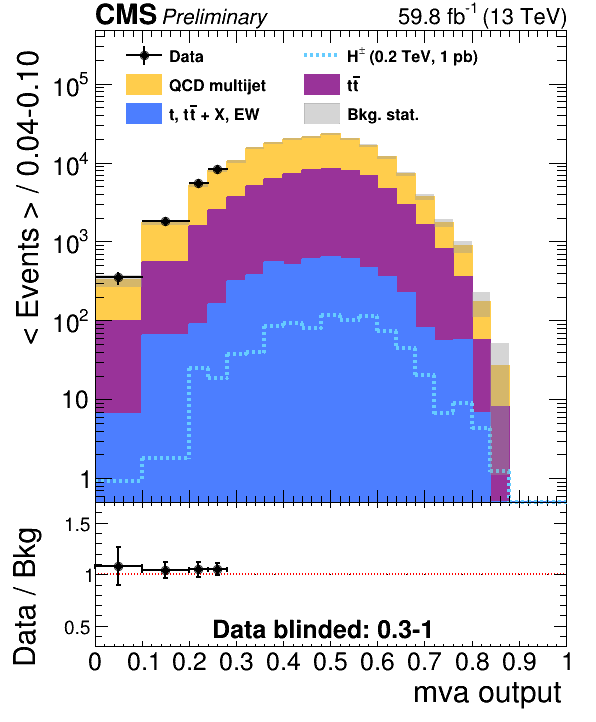 CMS Preliminary 59.8 fb⁻¹ (13 TeV)
Data H± (0.2 TeV, 1 pb)
QCD multijet tt̄
t, tt̄ + X, EW Bkg. stat.
< Events > / 0.04-0.10
10⁵
10⁴
10³
10²
10
1
Data / Bkg
1.5
1
0.5
Data blinded: 0.3-1
0 0.1 0.2 0.3 0.4 0.5 0.6 0.7 0.8 0.9 1
mva output